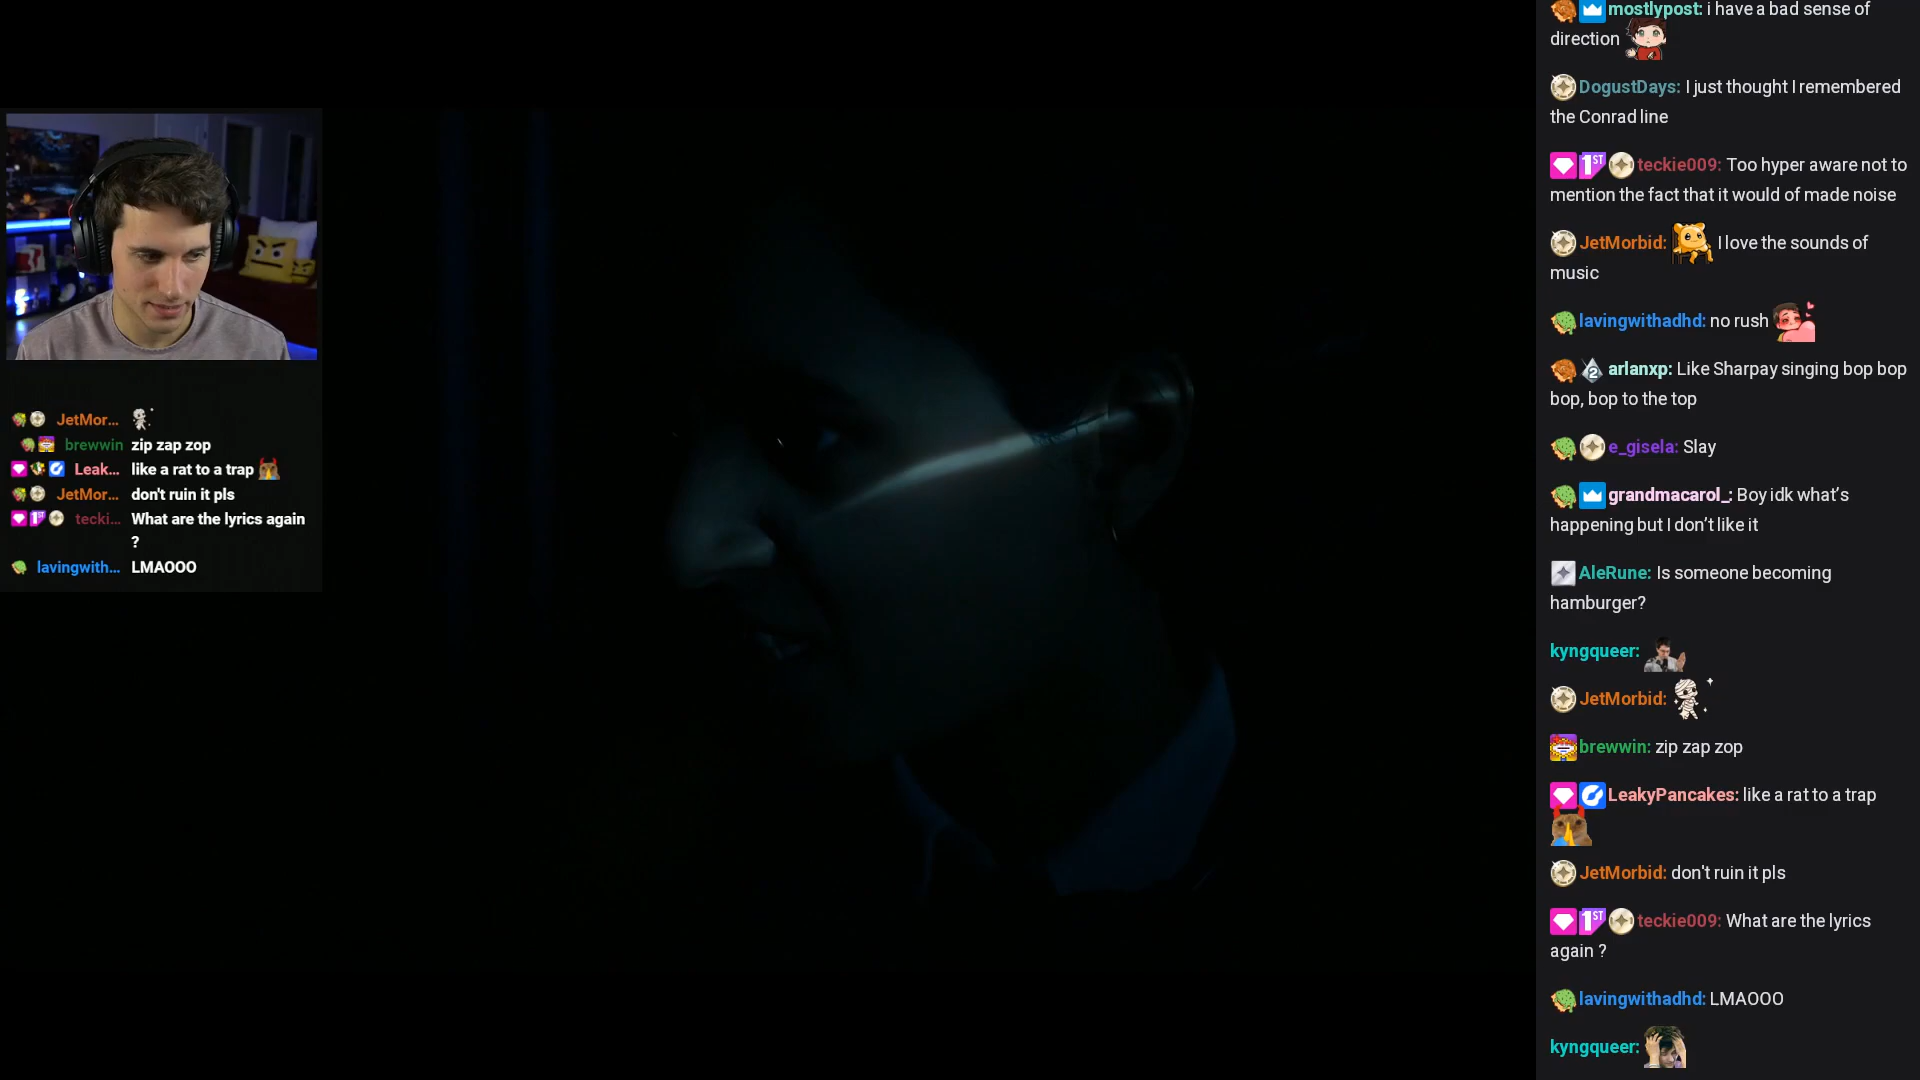 JetMor...
brewwin zip zap zop
Leak... like a rat to a trap
JetMor... don't ruin it pls
tecki... What are the lyrics again
?
lavingwith... LMAOOO
mostlypost: i have a bad sense of
direction
DogustDays: I just thought I remembered
the Conrad line
1ST teckie009: Too hyper aware not to
mention the fact that it would of made noise
JetMorbid: I love the sounds of
music
lavingwithadhd: no rush
2 arlanxp: Like Sharpay singing bop bop
bop, bop to the top
e_gisela: Slay
grandmacarol_: Boy idk what's
happening but I don't like it
AleRune: Is someone becoming
hamburger?
kyngqueer:
JetMorbid:
brewwin: zip zap zop
LeakyPancakes: like a rat to a trap
JetMorbid: don't ruin it pls
1ST teckie009: What are the lyrics
again ?
lavingwithadhd: LMAOOO
kyngqueer: